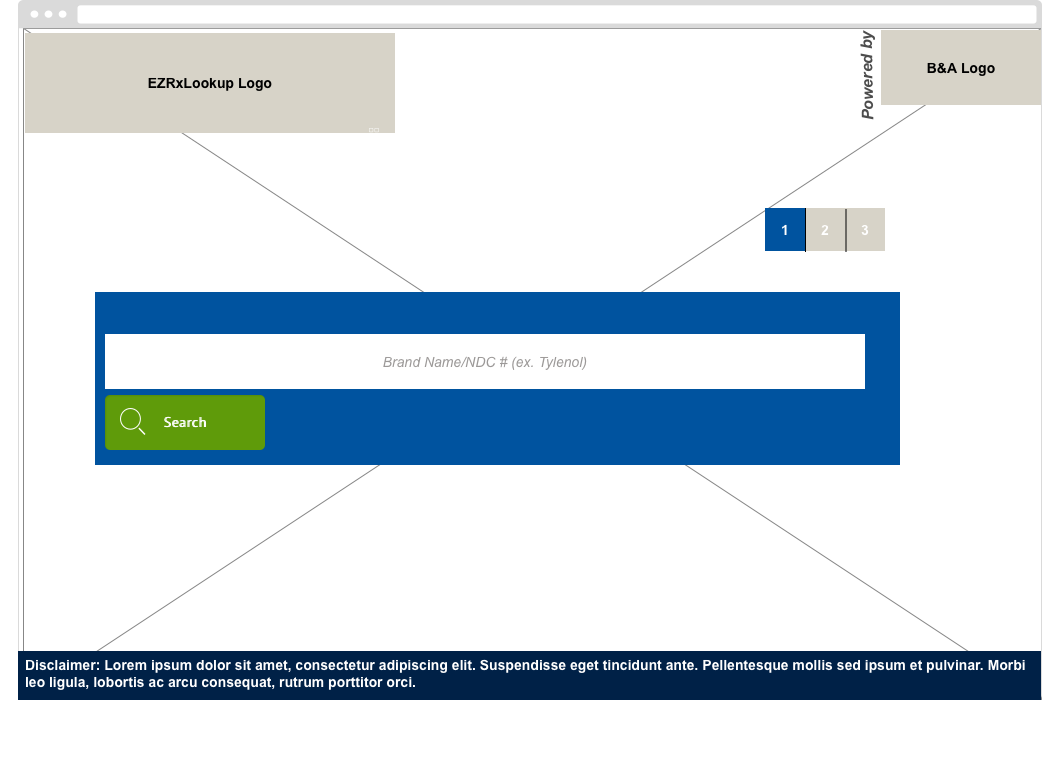 EZRxLookup Logo
Powered by
B&A Logo
1
2
3
Brand Name/NDC # (ex. Tylenol)
Search
Disclaimer: Lorem ipsum dolor sit amet, consectetur adipiscing elit. Suspendisse eget tincidunt ante. Pellentesque mollis sed ipsum et pulvinar. Morbi
leo ligula, lobortis ac arcu consequat, rutrum porttitor orci.